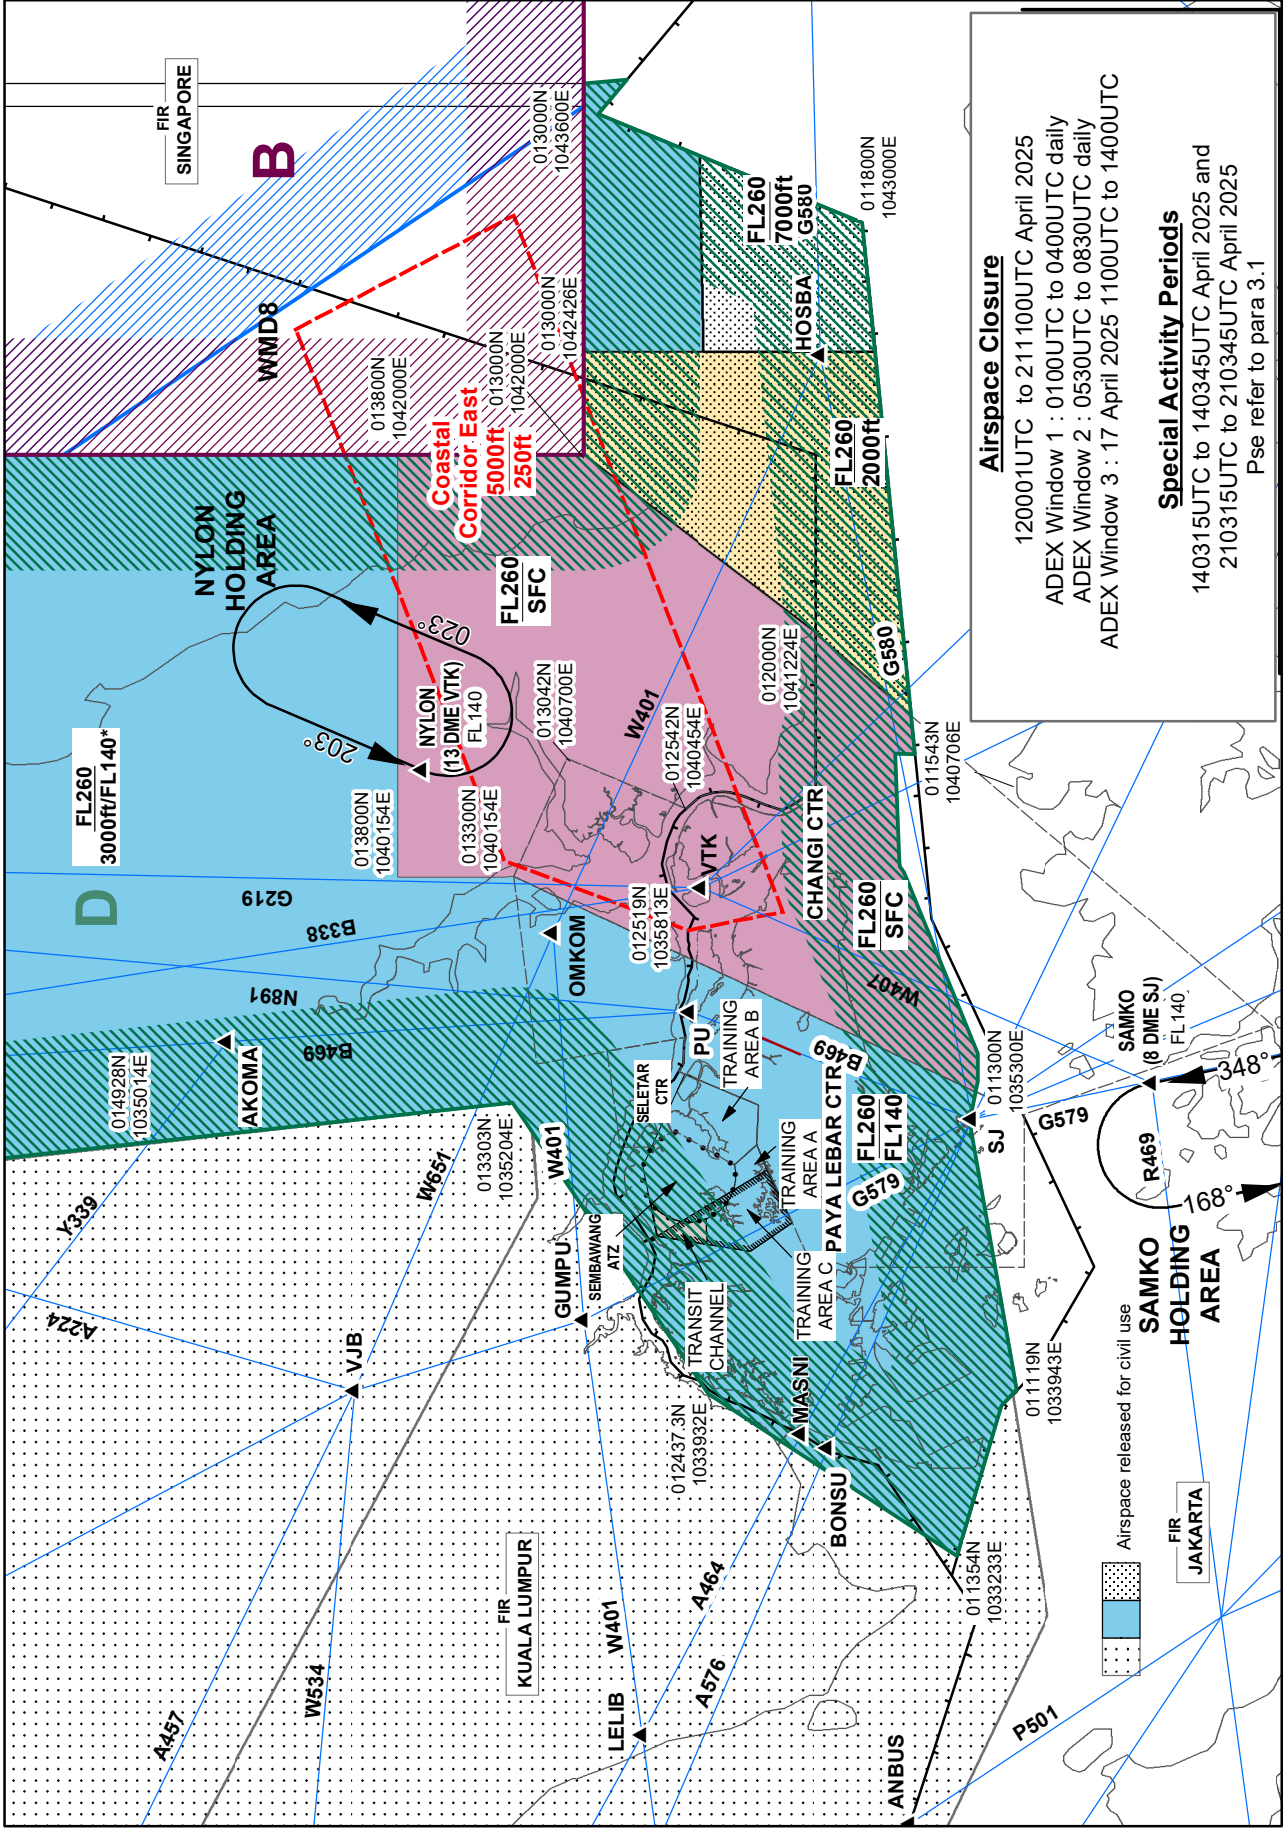 A457
W534
A224
Y339
VJB
W651
LELIB
W401
A464
A576
FIR
KUALA LUMPUR
ANBUS
P501
GUMPU
SEMBAWANG
ATZ
W401
SELETAR
CTR
012437.3N
1033932E
MASNI
BONSU
011354N
1033233E
TRANSIT
CHANNEL
TRAINING
AREA C
TRAINING
AREA A
TRAINING
AREA B
PAYA LEBAR CTR
FL260
FL140
G579
B469
011119N
1033943E
SJ
011300N
1035300E
G579
014928N
1035014E
AKOMA
B469
N891
B338
G219
013303N
1035204E
OMKOM
PU
D
FL260
3000ft/FL140*
NYLON
HOLDING
AREA
203°
023°
NYLON
(13 DME VTK)
FL140
013800N
1040154E
013300N
1040154E
013042N
1040700E
012519N
1035813E
VTK
W401
012542N
1040454E
CHANGI CTR
FL260
SFC
W407
012000N
1041224E
FL260
SFC
Coastal
Corridor East
5000ft
250ft
013800N
1042000E
013000N
1042000E
013000N
1042426E
013000N
1043600E
WMD8
B
FIR
SINGAPORE
FL260
7000ft
G580
HOSBA
FL260
2000ft
G580
011800N
1043000E
011543N
1040706E
SAMKO
(8 DME SJ)
FL140
348°
R469
168°
SAMKO
HOLDING
AREA
Airspace released for civil use
FIR
JAKARTA
Airspace Closure
120001UTC to 211100UTC April 2025
ADEX Window 1 : 0100UTC to 0400UTC daily
ADEX Window 2 : 0530UTC to 0830UTC daily
ADEX Window 3 : 17 April 2025 1100UTC to 1400UTC
Special Activity Periods
140315UTC to 140345UTC April 2025 and
210315UTC to 210345UTC April 2025
Pse refer to para 3.1